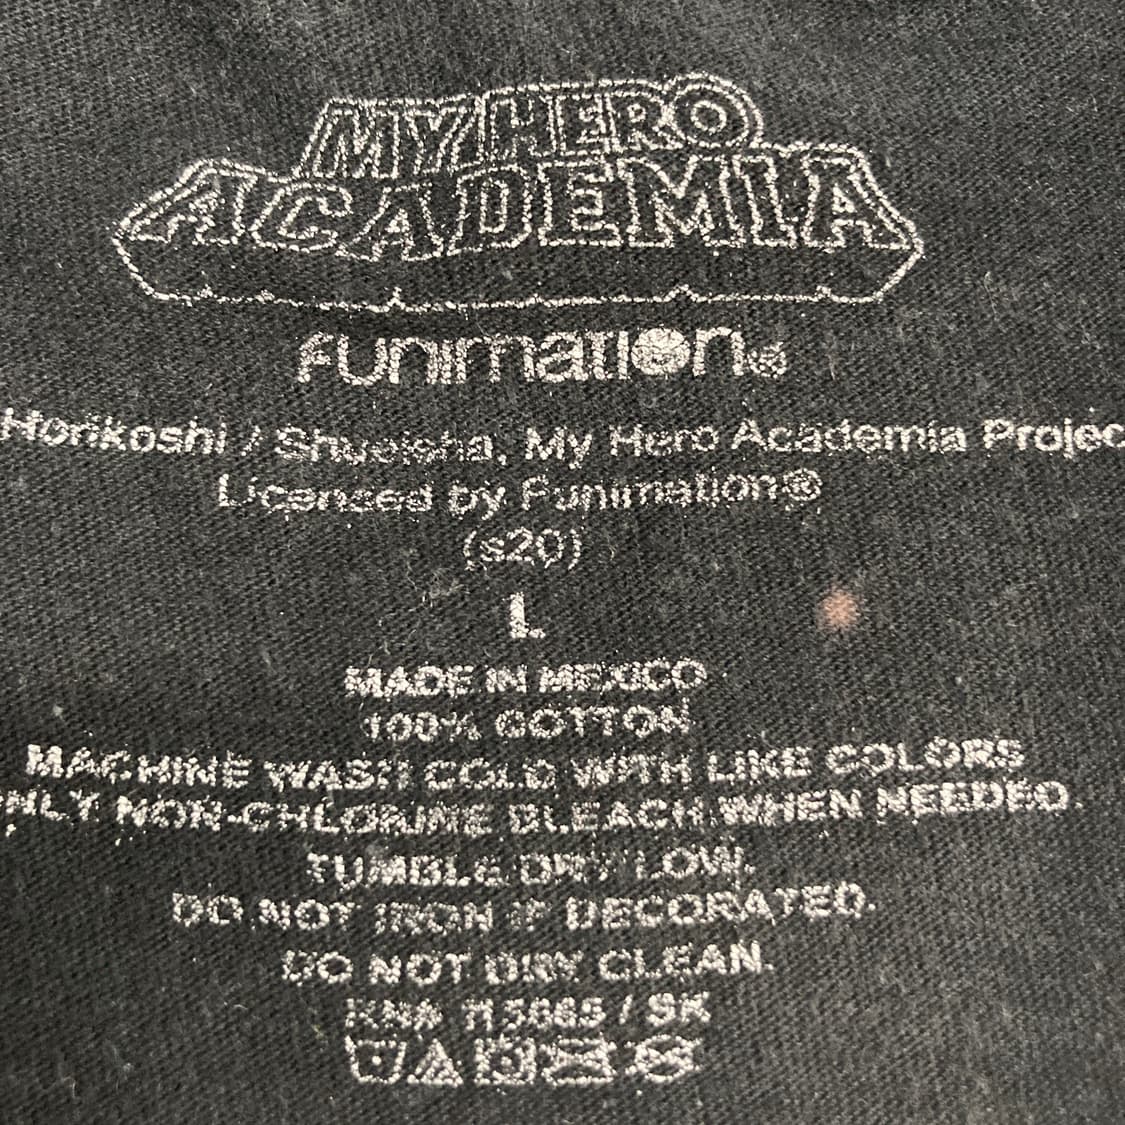 MY HERO
ACADEMIA
Funimation®
Horikoshi / Shueisha, My Hero Academia Projec
Licensed by Funimation®
(s20)
L
MADE IN MEXICO
100% COTTON
MACHINE WASH COLD WITH LIKE COLORS
ONLY NON-CHLORINE BLEACH WHEN NEEDED.
TUMBLE DRY LOW.
DO NOT IRON IF DECORATED.
DO NOT DRY CLEAN.
RN# / SK